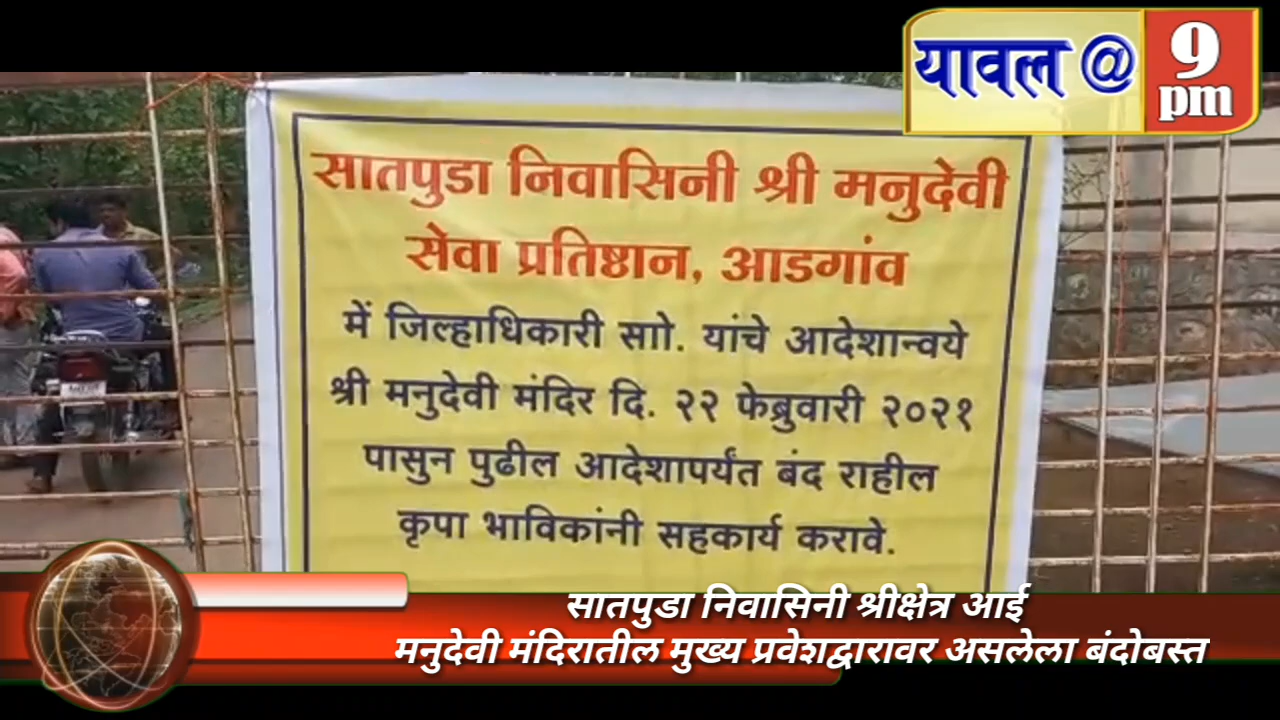 यावल @ 9 pm
सातपुडा निवासिनी श्री मनुदेवी
सेवा प्रतिष्ठान, आडगांव
में जिल्हाधिकारी साो. यांचे आदेशान्वये
श्री मनुदेवी मंदिर दि. २२ फेब्रुवारी २०२१
पासुन पुढील आदेशापर्यंत बंद राहील
कृपा भाविकांनी सहकार्य करावे.
सातपुडा निवासिनी श्रीक्षेत्र आई
मनुदेवी मंदिरातील मुख्य प्रवेशद्वारावर असलेला बंदोबस्त